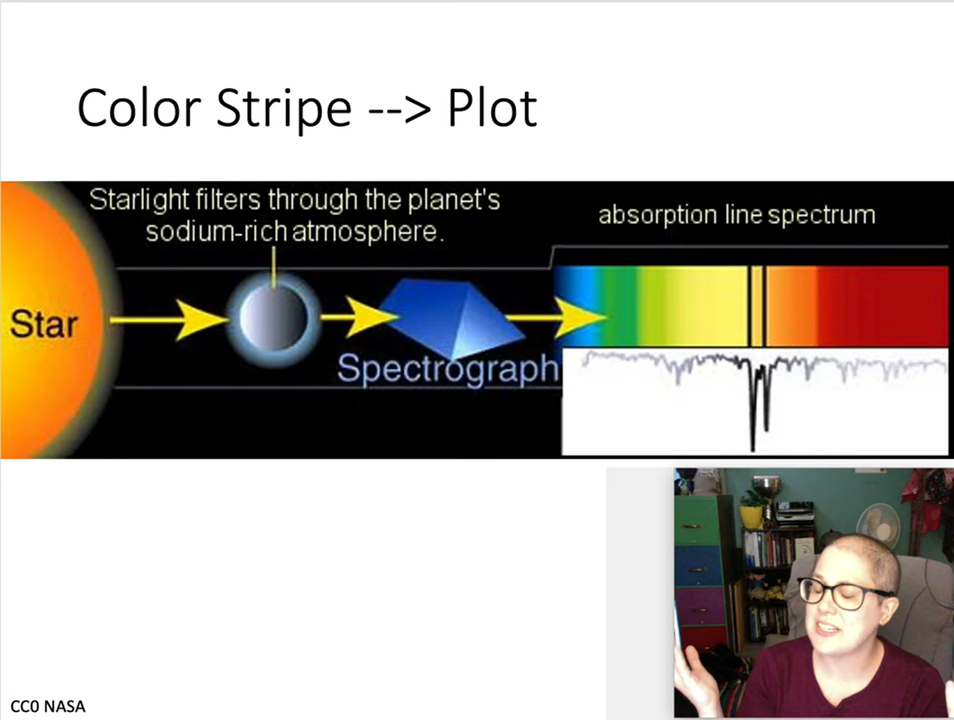 Color Stripe --> Plot
Starlight filters through the planet's
sodium-rich atmosphere.
absorption line spectrum
Star
Spectrograph
CC0 NASA